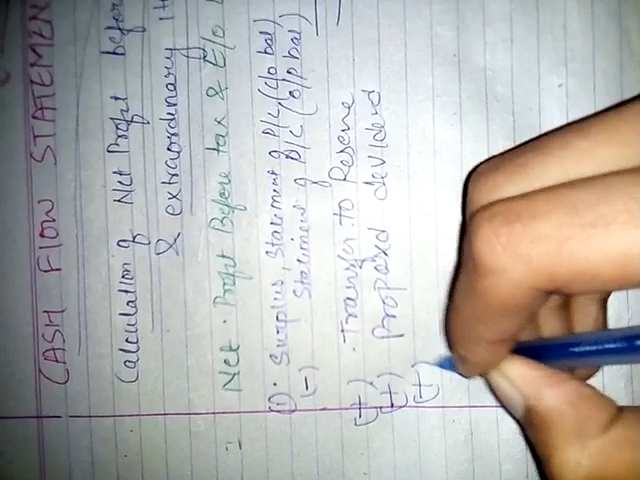 CASH FLOW STATEMEN
Calculation of Net Profit before
& extraordinary It
Net Profit Before tax & E/o
(i) Surplus, Statement of P/L (c/o bal)
(-) Statement of P/L (o/p bal)
(+) Transfer to Reserve
(+) Proposed devidend
(+)